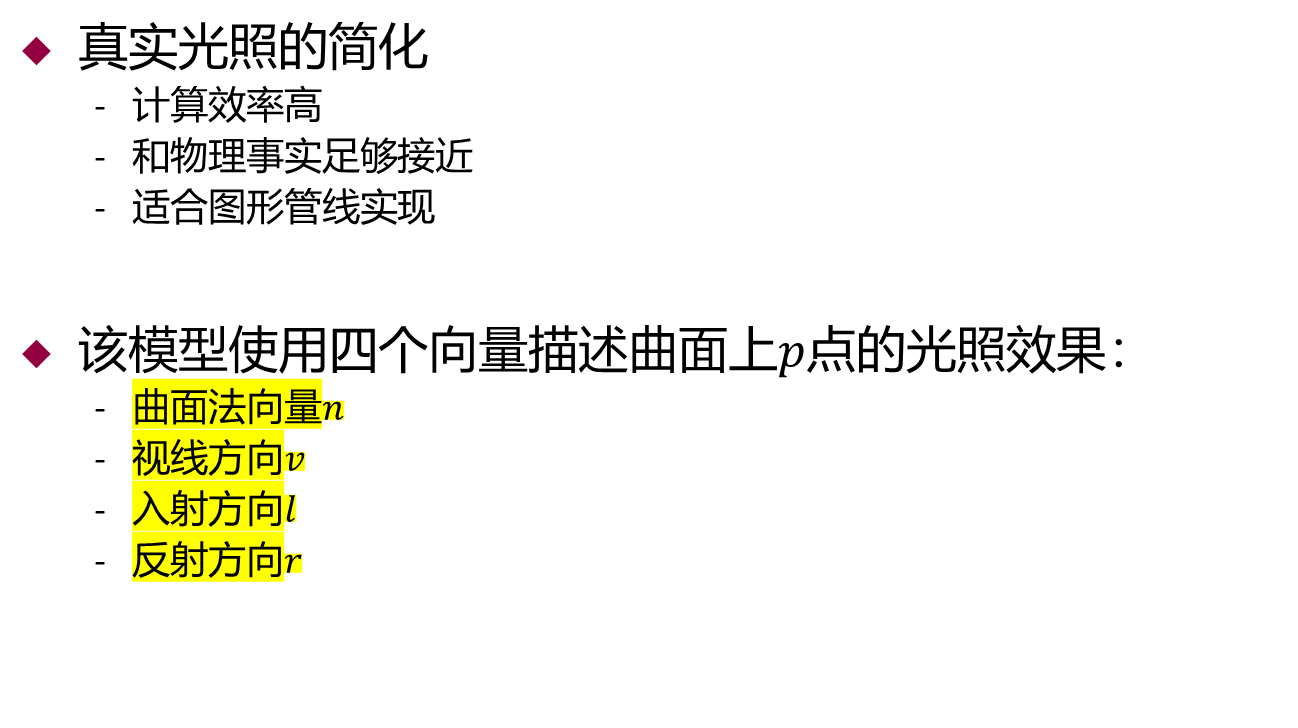 ◆ 真实光照的简化
- 计算效率高
- 和物理事实足够接近
- 适合图形管线实现
◆ 该模型使用四个向量描述曲面上p点的光照效果：
- 曲面法向量n
- 视线方向v
- 入射方向l
- 反射方向r